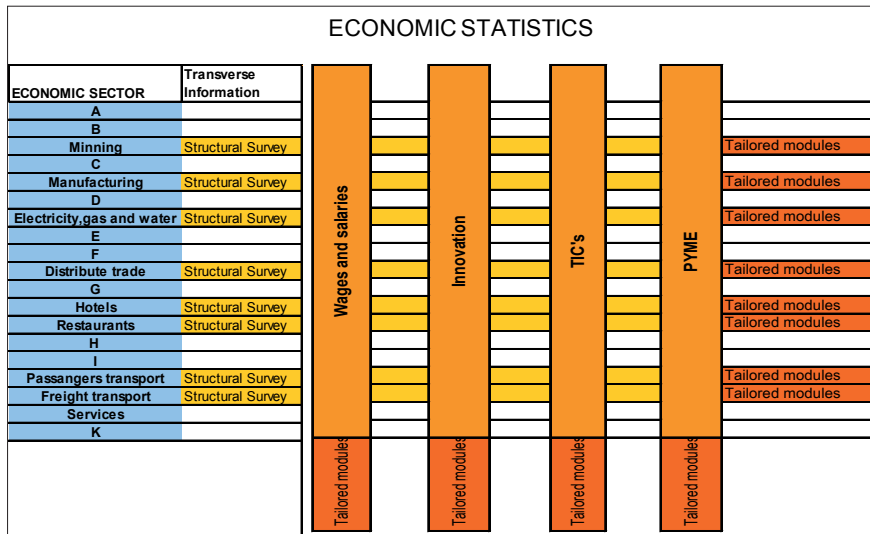 ECONOMIC STATISTICS
ECONOMIC SECTOR
Transverse
Information
A
B
Minning Structural Survey Tailored modules
C
Manufacturing Structural Survey Tailored modules
D
Electricity,gas and water Structural Survey Tailored modules
E
F
Distribute trade Structural Survey Tailored modules
G
Hotels Structural Survey Tailored modules
Restaurants Structural Survey Tailored modules
H
I
Passangers transport Structural Survey Tailored modules
Freight transport Structural Survey Tailored modules
Services
K
Wages and salaries
Innovation
TIC's
PYME
Tailored modules
Tailored modules
Tailored modules
Tailored modules